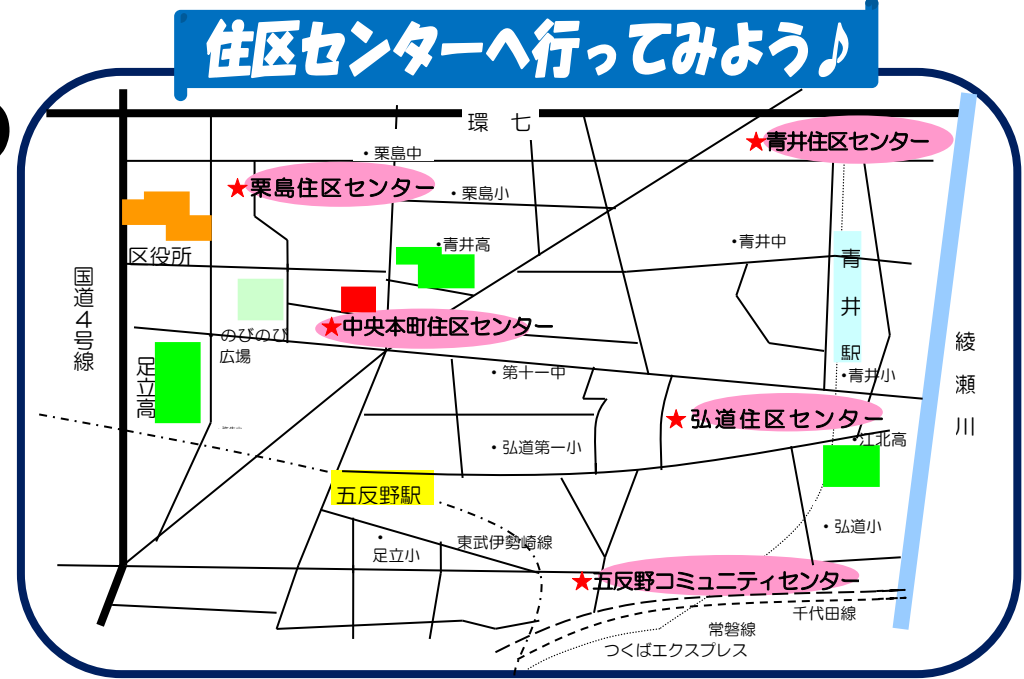 住区センターへ行ってみよう♪
環 七
・栗島中
★青井住区センター
★栗島住区センター
・栗島小
・青井高
・青井中
区役所
青井駅
国道4号線
★中央本町住区センター
のびのび
広場
綾瀬川
足立高
・第十一中
・青井小
★弘道住区センター
・江北高
・弘道第一小
五反野駅
・弘道小
東武伊勢崎線
・
足立小
★五反野コミュニティセンター
千代田線
常磐線
つくばエクスプレス